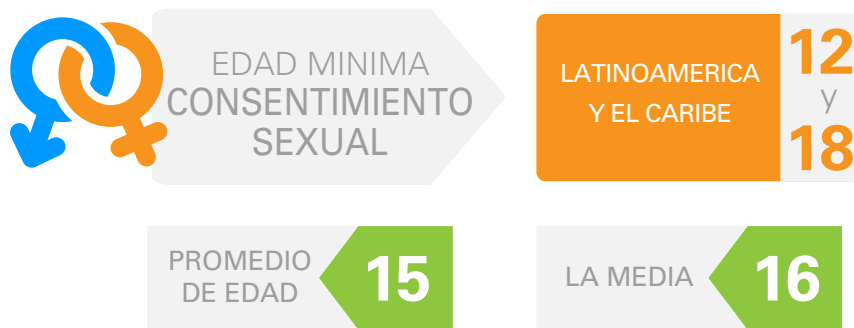 EDAD MINIMA
CONSENTIMIENTO
SEXUAL
LATINOAMERICA
Y EL CARIBE
12
y
18
PROMEDIO
DE EDAD
15
LA MEDIA
16